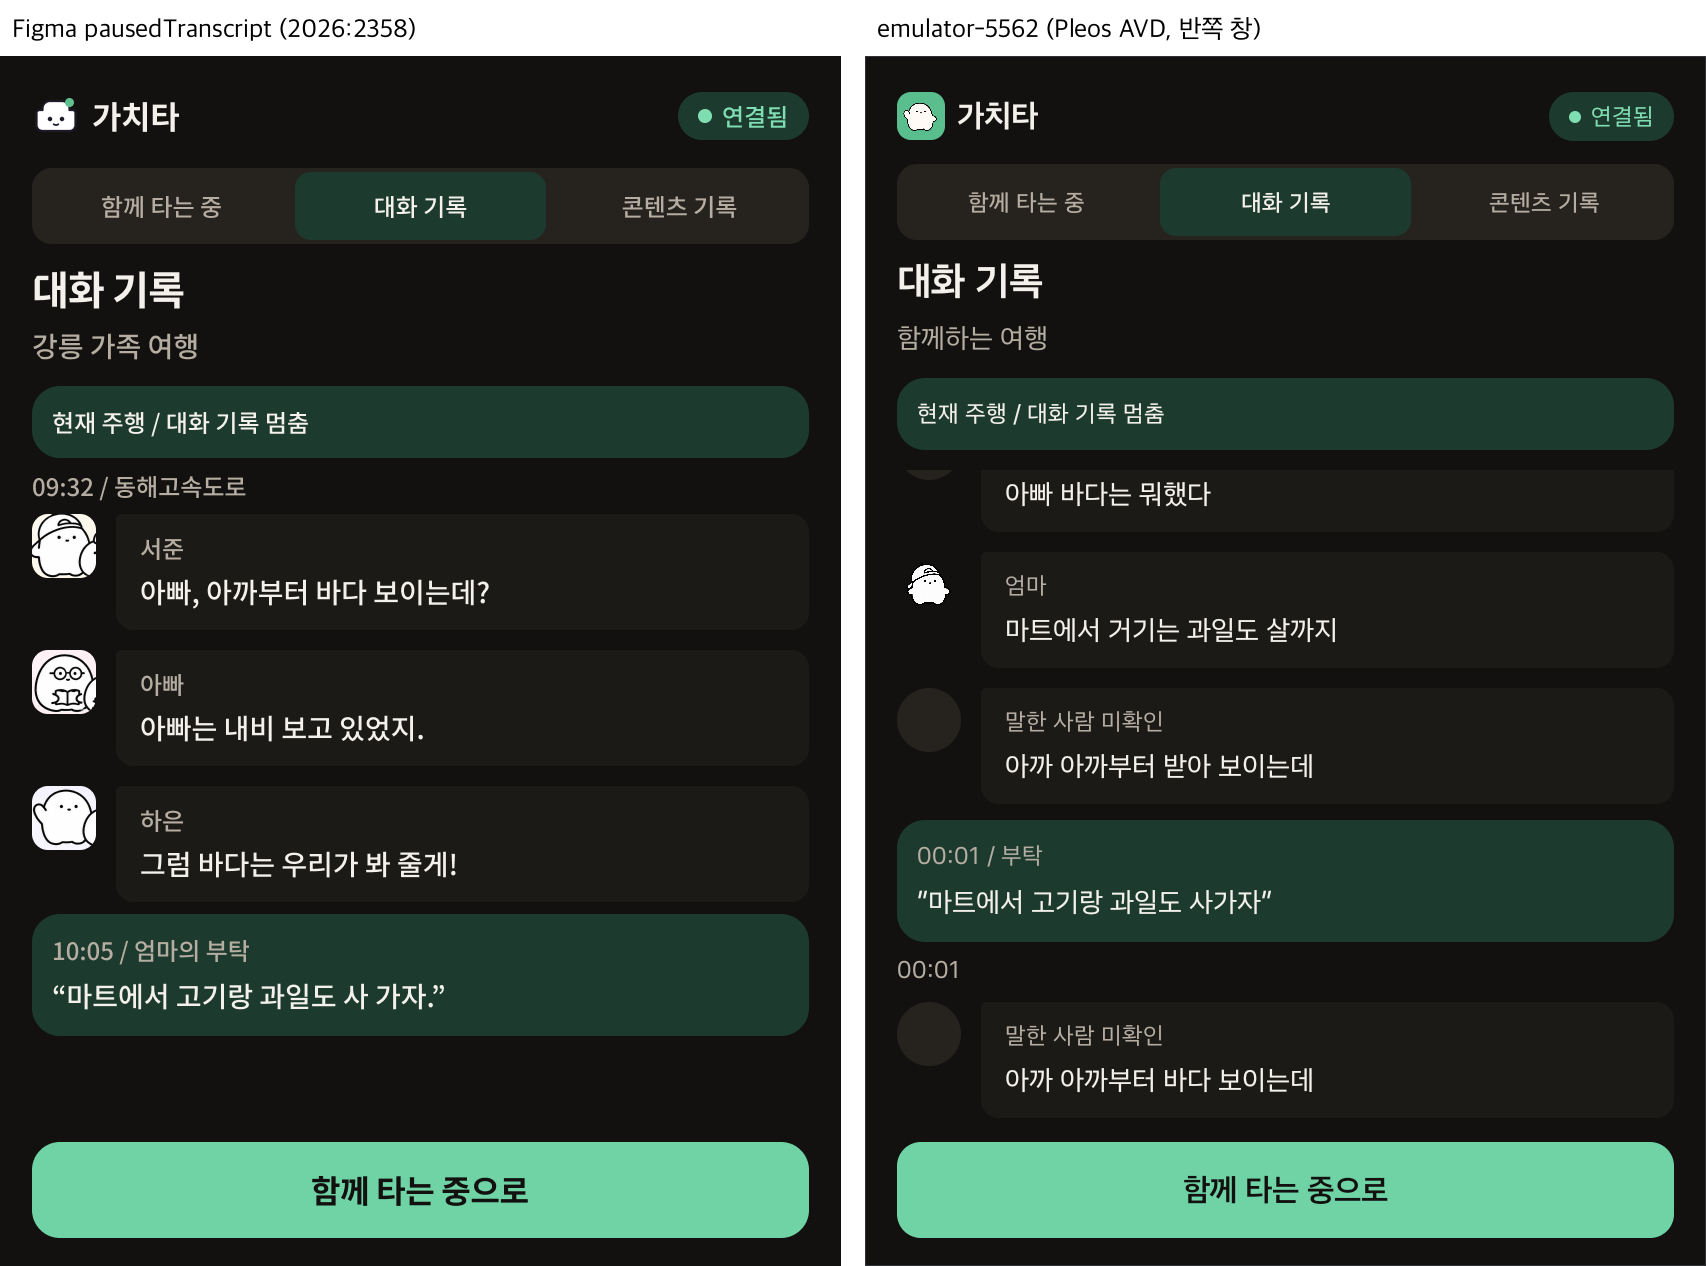 Figma pausedTranscript (2026:2358)
가치타
연결됨
함께 타는 중
대화 기록
콘텐츠 기록
대화 기록
강릉 가족 여행
현재 주행 / 대화 기록 멈춤
09:32 / 동해고속도로
서준
아빠, 아까부터 바다 보이는데?
아빠
아빠는 내비 보고 있었지.
하은
그럼 바다는 우리가 봐 줄게!
10:05 / 엄마의 부탁
“마트에서 고기랑 과일도 사 가자.”
함께 타는 중으로
emulator-5562 (Pleos AVD, 반쪽 창)
가치타
연결됨
함께 타는 중
대화 기록
콘텐츠 기록
대화 기록
함께하는 여행
현재 주행 / 대화 기록 멈춤
아빠 바다는 뭐했다
엄마
마트에서 거기는 과일도 살까지
말한 사람 미확인
아까 아까부터 받아 보이는데
00:01 / 부탁
"마트에서 고기랑 과일도 사가자"
00:01
말한 사람 미확인
아까 아까부터 바다 보이는데
함께 타는 중으로